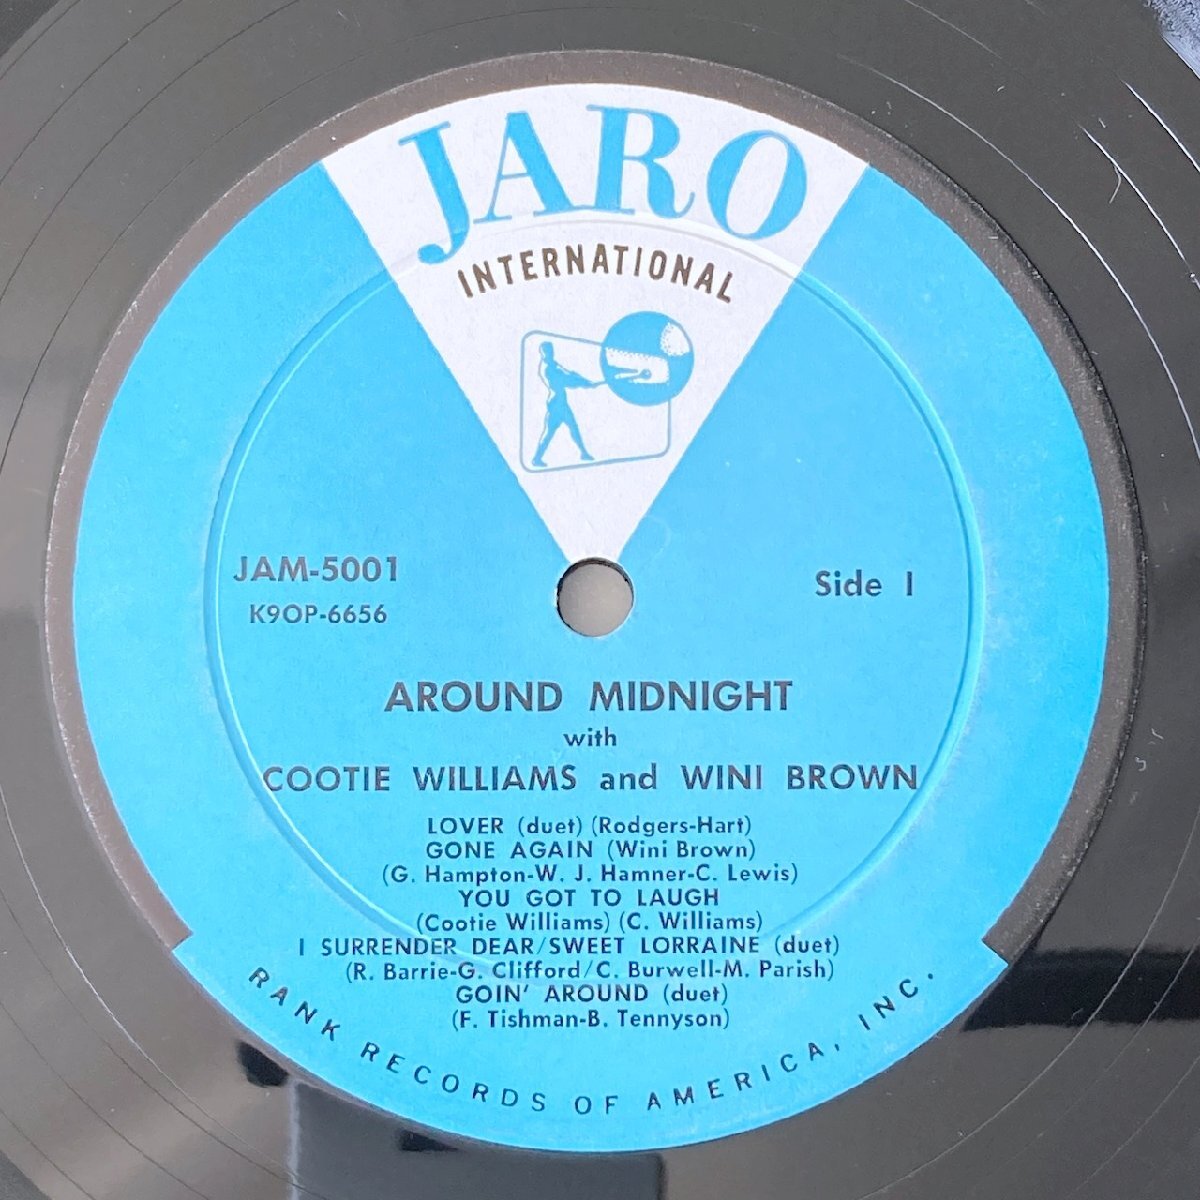 JARO
INTERNATIONAL
JAM-5001
K9OP-6656
Side I
AROUND MIDNIGHT
with
COOTIE WILLIAMS and WINI BROWN
LOVER (duet) (Rodgers-Hart)
GONE AGAIN (Wini Brown)
(G. Hampton-W. J. Hamner-C. Lewis)
YOU GOT TO LAUGH
(Cootie Williams) (C. Williams)
I SURRENDER DEAR/SWEET LORRAINE (duet)
(R. Barrie-G. Clifford/C. Burwell-M. Parish)
GOIN' AROUND (duet)
(F. Tishman-B. Tennyson)
RANK RECORDS OF AMERICA, INC.